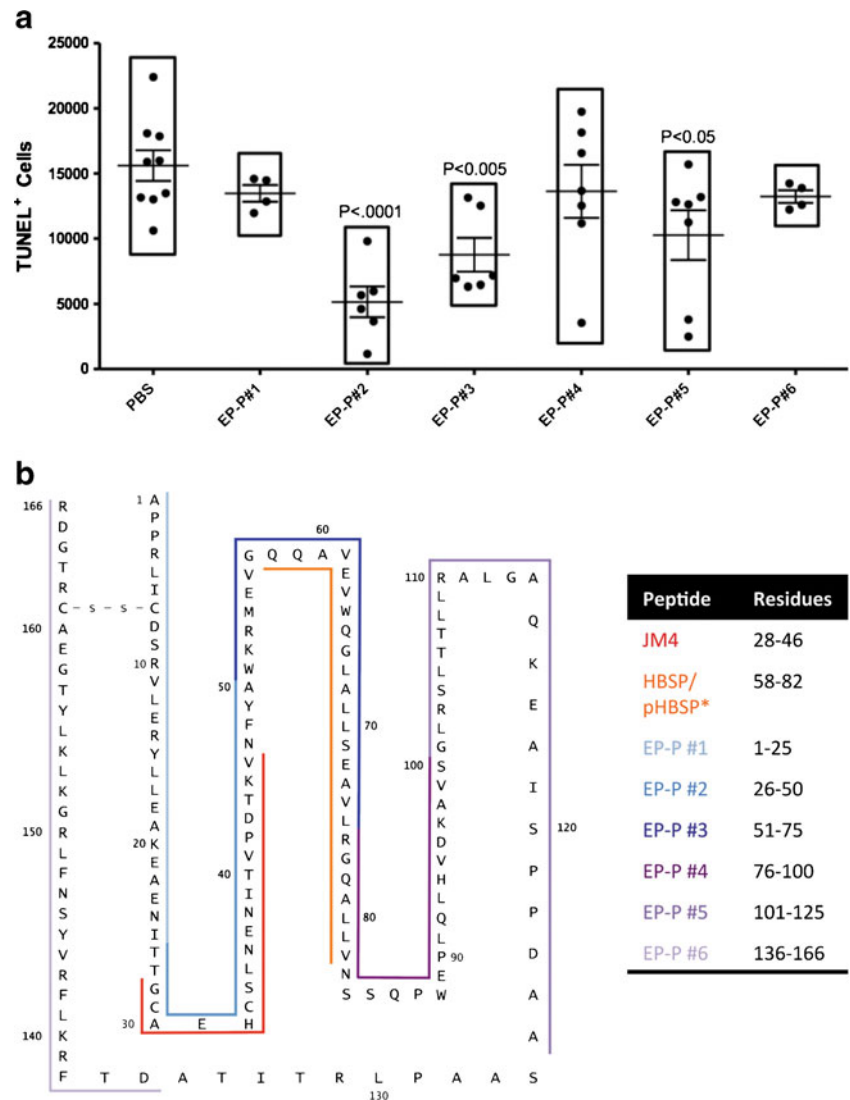 a
TUNEL⁺ Cells
25000
20000
15000
10000
5000
0
P<.0001
P<0.005
P<0.05
PBS
EP-P#1
EP-P#2
EP-P#3
EP-P#4
EP-P#5
EP-P#6
b
166
160
150
140
R D G T R C A E G T Y L K L K G R L F N S Y V R F L K R F
- S - S -
1
10
20
30
A P P R L I C D S R V L E R Y L L E A K E A E N I T T G C A
E
40
50
H C S L N E N I T V P D T K V N F Y A W K R M E V G
60
Q Q A
70
80
V E V W Q G L A L L S E A V L R G Q A L L V N S
S Q P
90
100
110
W E P L Q L H V D K A V S G L R S L T T L L R
A L G
120
A Q K E A I S P P D A A S
130
A A P L R T I T A D T
Peptide Residues
JM4 28-46
HBSP/ 58-82
pHBSP*
EP-P #1 1-25
EP-P #2 26-50
EP-P #3 51-75
EP-P #4 76-100
EP-P #5 101-125
EP-P #6 136-166